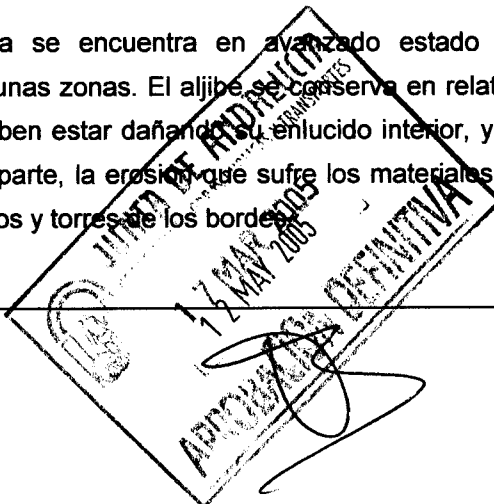 a se encuentra en avanzado estado
unas zonas. El aljibe se conserva en relat
ben estar dañando su enlucido interior, y
parte, la erosión que sufre los materiales
os y torres de los bordes.
JUNTA DE ANDALUCIA
TRANSPORTES
17 MAR 2005
12 MAY 2005
APROBACIÓN DEFINITIVA